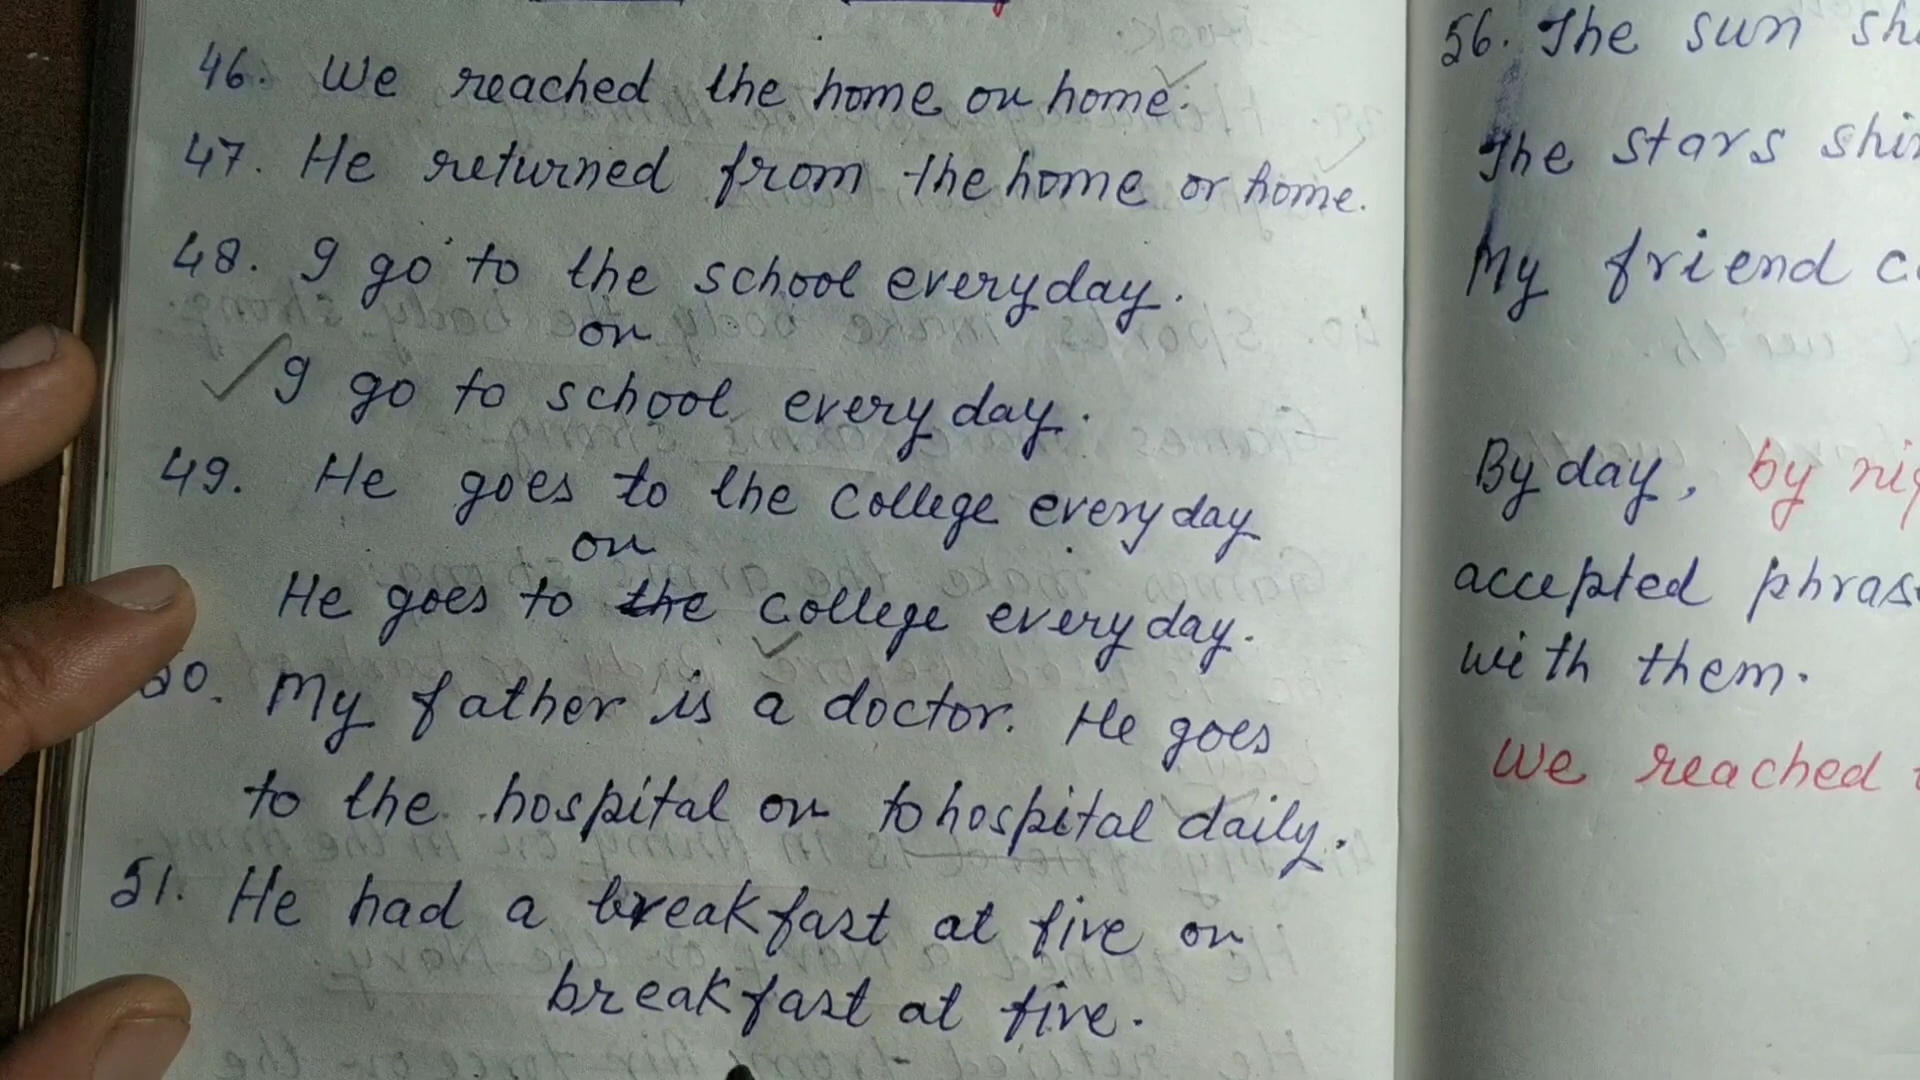 46. We reached the home or home.
47. He returned from the home or home.
48. I go to the school everyday.
or
I go to school every day.
49. He goes to the college everyday
or
He goes to the college every day.
50. My father is a doctor. He goes
to the hospital or to hospital daily.
51. He had a breakfast at five or
breakfast at five.
56. The sun
The stars
My friend
By day, by
accepted
with them.
We reached